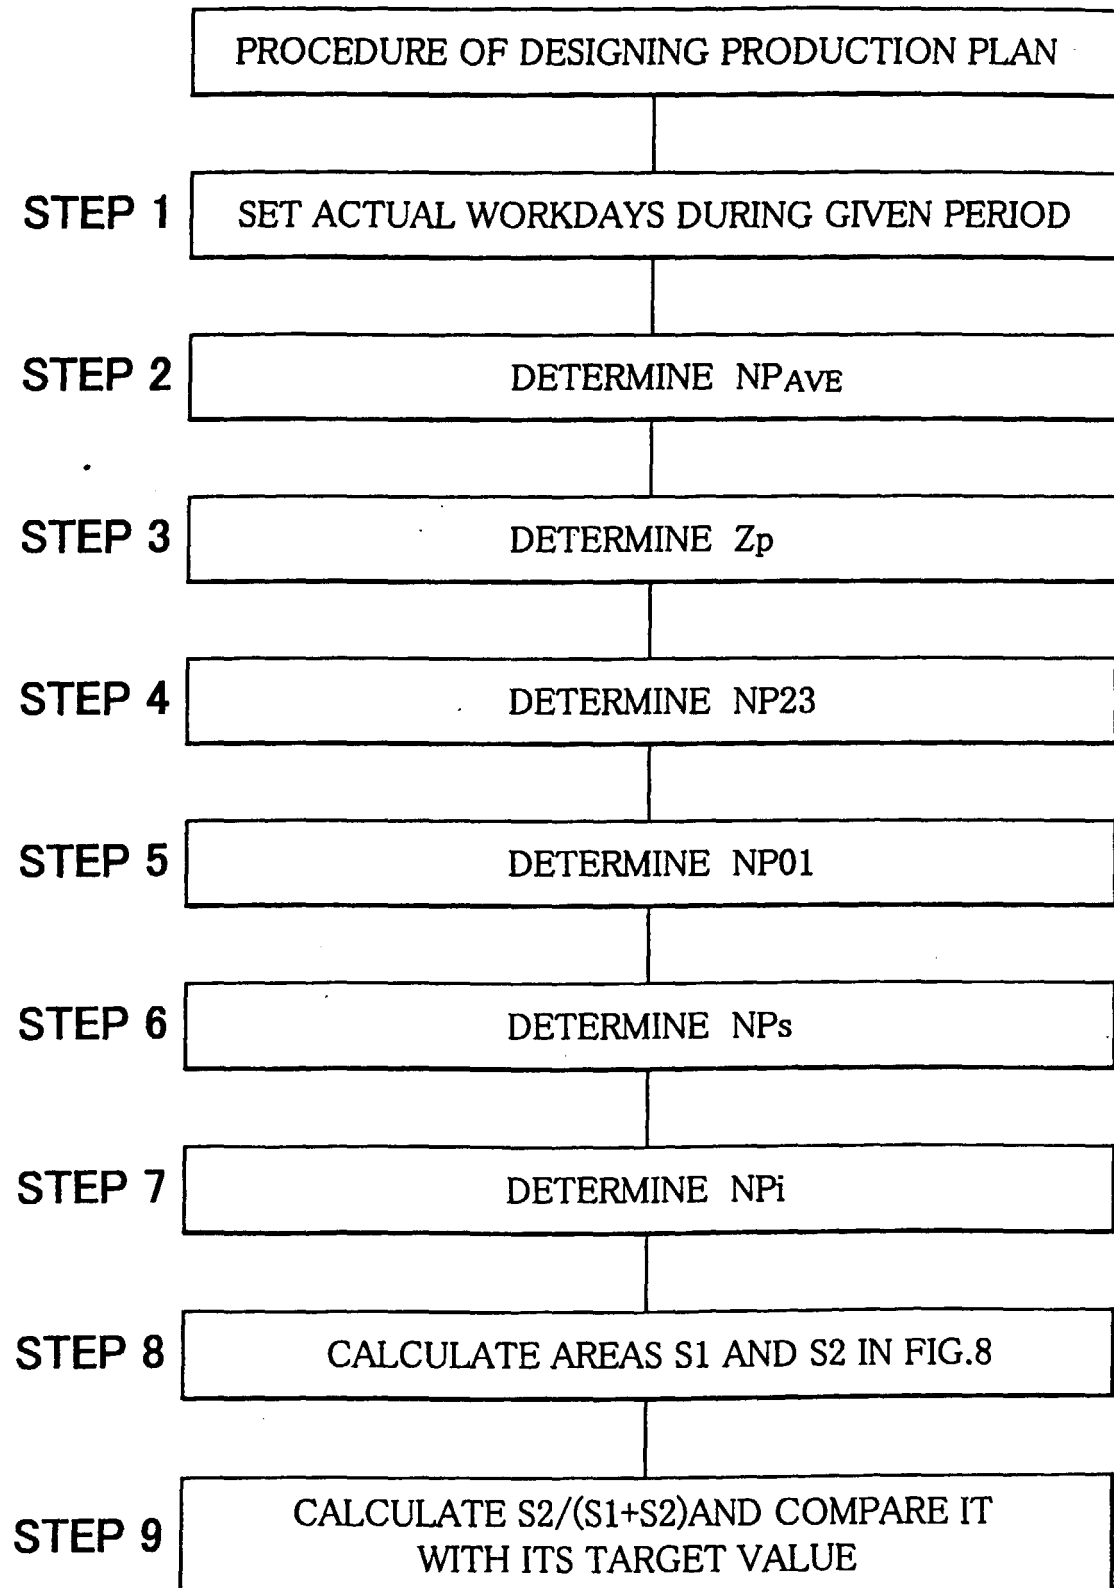 PROCEDURE OF DESIGNING PRODUCTION PLAN
STEP 1
SET ACTUAL WORKDAYS DURING GIVEN PERIOD
STEP 2
DETERMINE NPAVE
STEP 3
DETERMINE Zp
STEP 4
DETERMINE NP23
STEP 5
DETERMINE NP01
STEP 6
DETERMINE NPs
STEP 7
DETERMINE NPi
STEP 8
CALCULATE AREAS S1 AND S2 IN FIG.8
STEP 9
CALCULATE S2/(S1+S2)AND COMPARE IT
WITH ITS TARGET VALUE